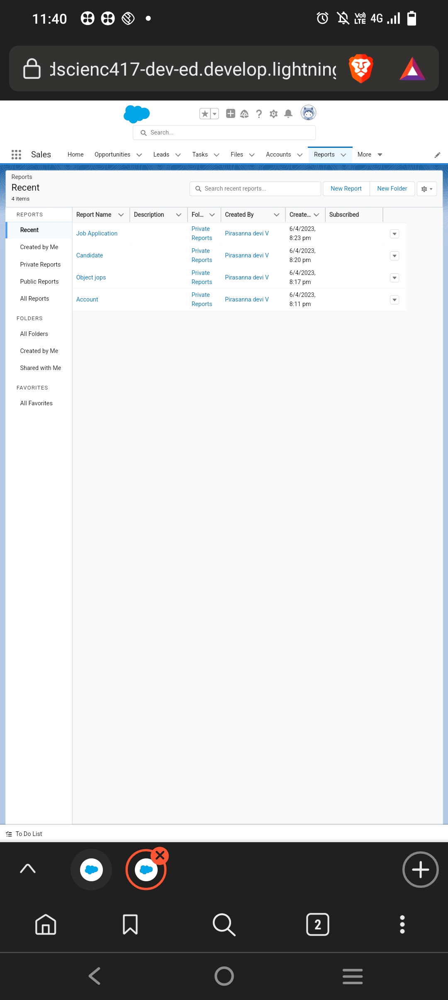 11:40
Vo)) LTE 4G
dscienc417-dev-ed.develop.lightning
Search...
Sales Home Opportunities Leads Tasks Files Accounts Reports More
Reports
Recent
4 items
Search recent reports...
New Report New Folder
REPORTS
Recent
Created by Me
Private Reports
Public Reports
All Reports
FOLDERS
All Folders
Created by Me
Shared with Me
FAVORITES
All Favorites
Report Name Description Fol... Created By Create... Subscribed
Job Application Private Reports Pirasanna devi V 6/4/2023, 8:23 pm
Candidate Private Reports Pirasanna devi V 6/4/2023, 8:20 pm
Object jops Private Reports Pirasanna devi V 6/4/2023, 8:17 pm
Account Private Reports Pirasanna devi V 6/4/2023, 8:11 pm
To Do List
2